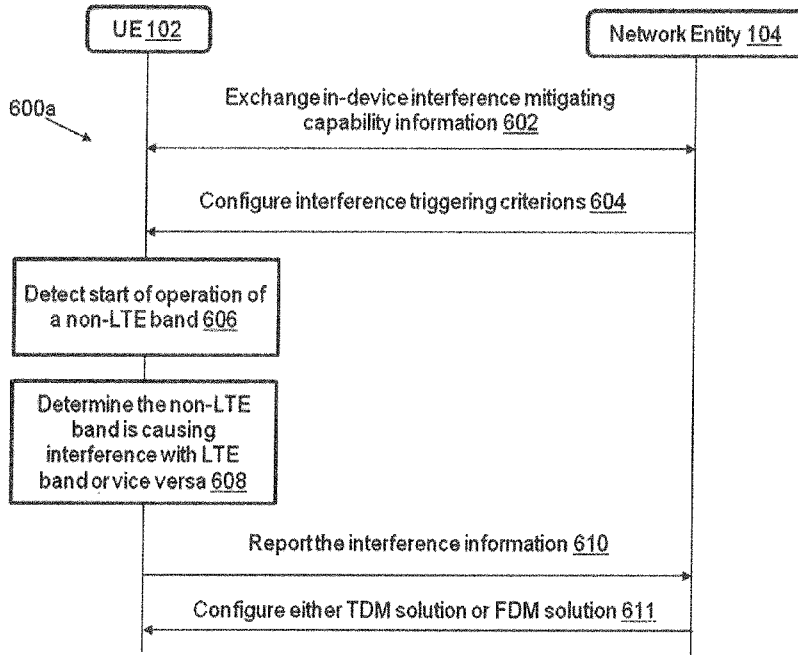 UE 102
Network Entity 104
600a
Exchange in-device interference mitigating
capability information 602
Configure interference triggering criterions 604
Detect start of operation of
a non-LTE band 606
Determine the non-LTE
band is causing
interference with LTE
band or vice versa 608
Report the interference information 610
Configure either TDM solution or FDM solution 611